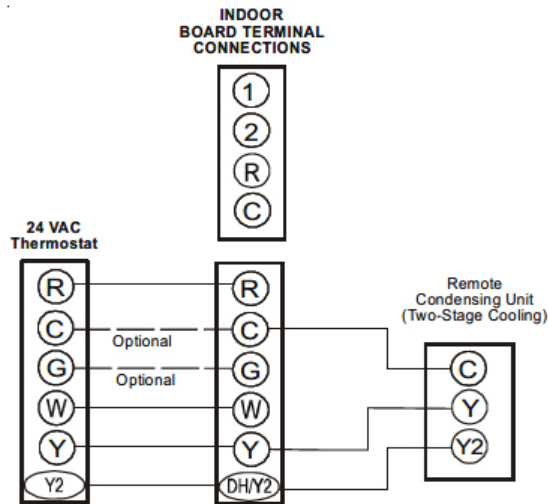 INDOOR
BOARD TERMINAL
CONNECTIONS
1
2
R
C
24 VAC
Thermostat
R
C
G
W
Y
Y2
Optional
Optional
R
C
G
W
Y
DH/Y2
Remote
Condensing Unit
(Two-Stage Cooling)
C
Y
Y2